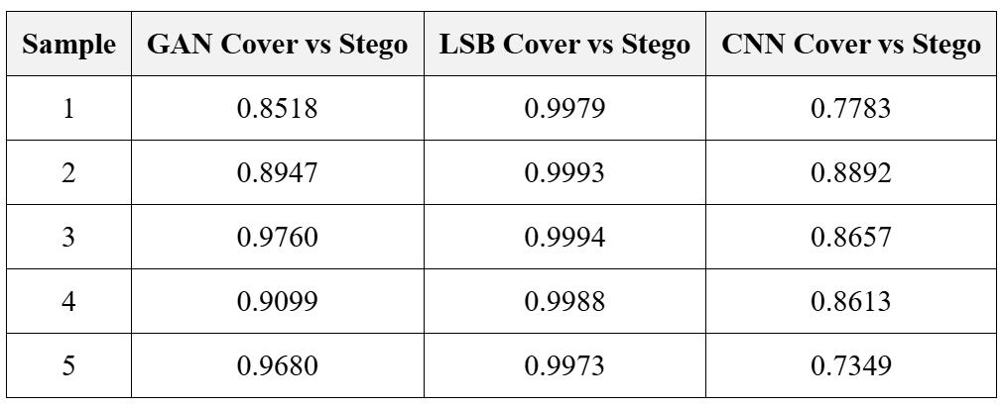 Sample GAN Cover vs Stego LSB Cover vs Stego CNN Cover vs Stego
1 0.8518 0.9979 0.7783
2 0.8947 0.9993 0.8892
3 0.9760 0.9994 0.8657
4 0.9099 0.9988 0.8613
5 0.9680 0.9973 0.7349